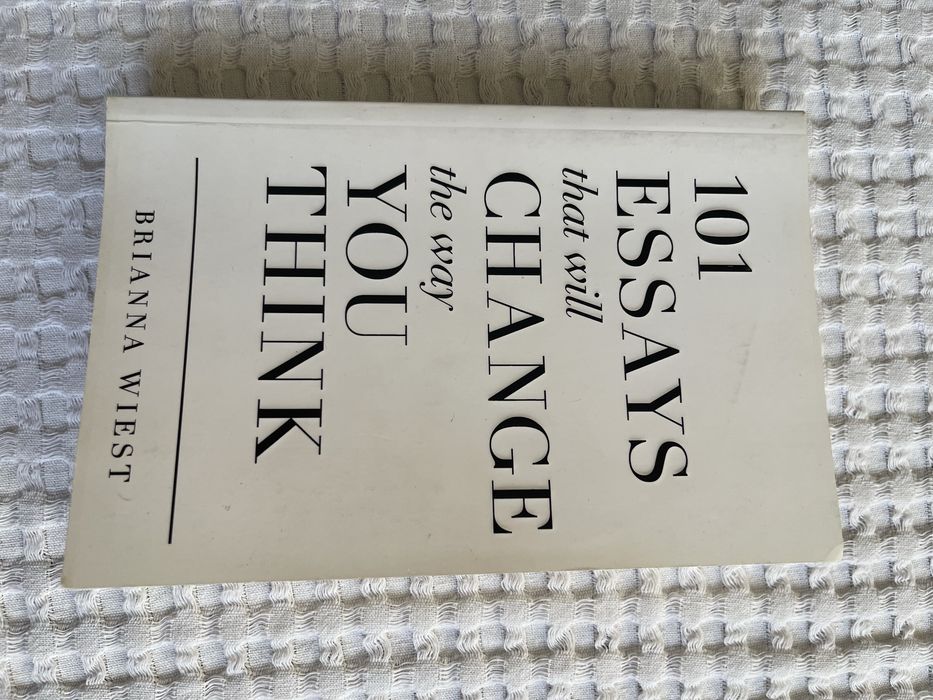 101
ESSAYS
that will
CHANGE
the way
YOU
THINK
BRIANNA WIEST